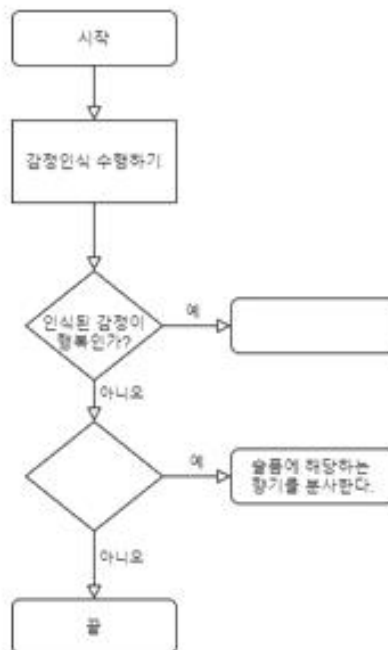 시작
감정인식 수행하기
인식된 감정이
행복인가?
예
아니오
예
슬픔에 해당하는
향기를 분사한다.
아니오
끝